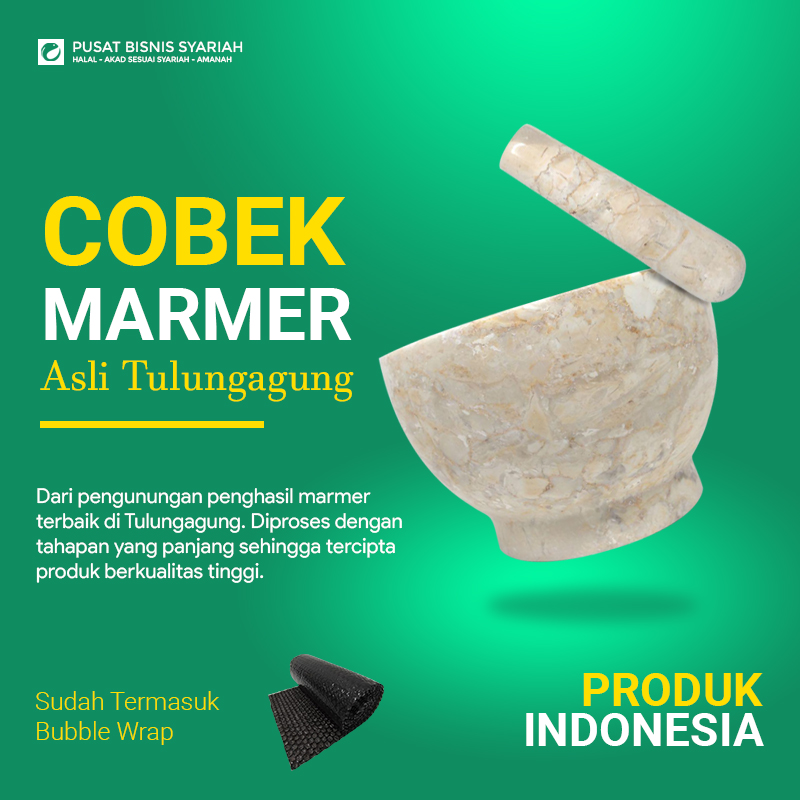 PUSAT BISNIS SYARIAH
HALAL - AKAD SESUAI SYARIAH - AMANAH
COBEK
MARMER
Asli Tulungagung
Dari pengunungan penghasil marmer
terbaik di Tulungagung. Diproses dengan
tahapan yang panjang sehingga tercipta
produk berkualitas tinggi.
Sudah Termasuk
Bubble Wrap
PRODUK
INDONESIA